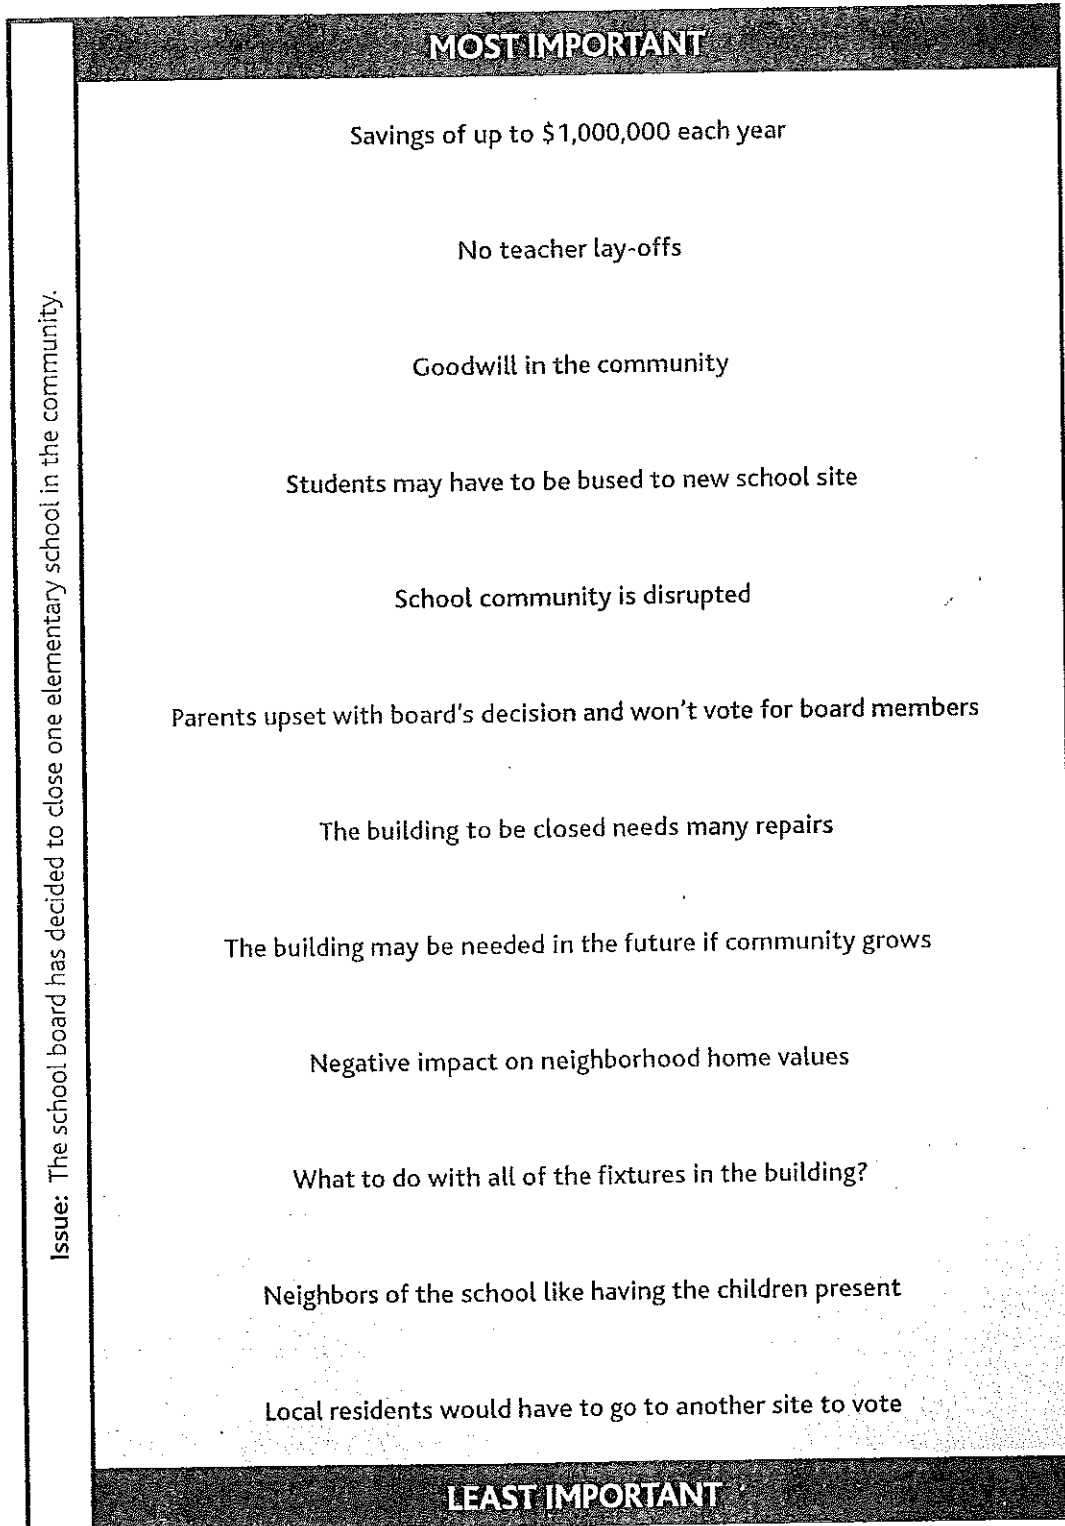 MOST IMPORTANT
Issue: The school board has decided to close one elementary school in the community.
Savings of up to $1,000,000 each year
No teacher lay-offs
Goodwill in the community
Students may have to be bused to new school site
School community is disrupted
Parents upset with board's decision and won't vote for board members
The building to be closed needs many repairs
The building may be needed in the future if community grows
Negative impact on neighborhood home values
What to do with all of the fixtures in the building?
Neighbors of the school like having the children present
Local residents would have to go to another site to vote
LEAST IMPORTANT